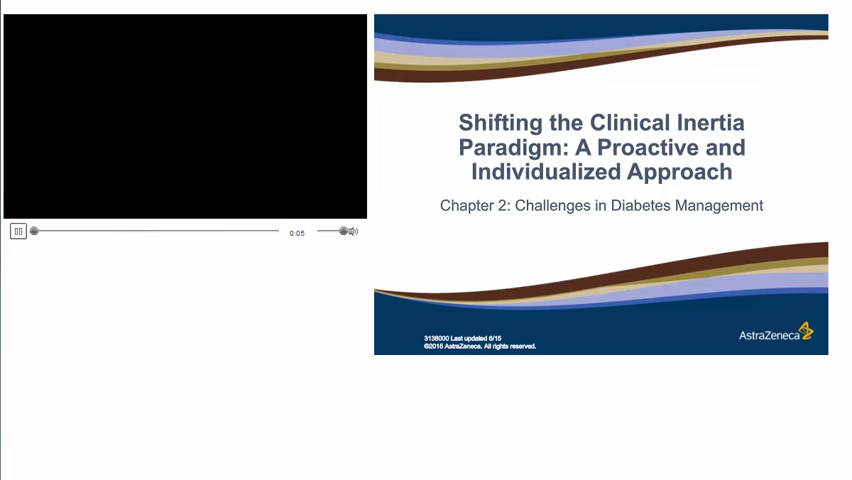 Shifting the Clinical Inertia
Paradigm: A Proactive and
Individualized Approach
Chapter 2: Challenges in Diabetes Management
0:05
3138000 Last updated 6/15
©2015 AstraZeneca. All rights reserved.
AstraZeneca